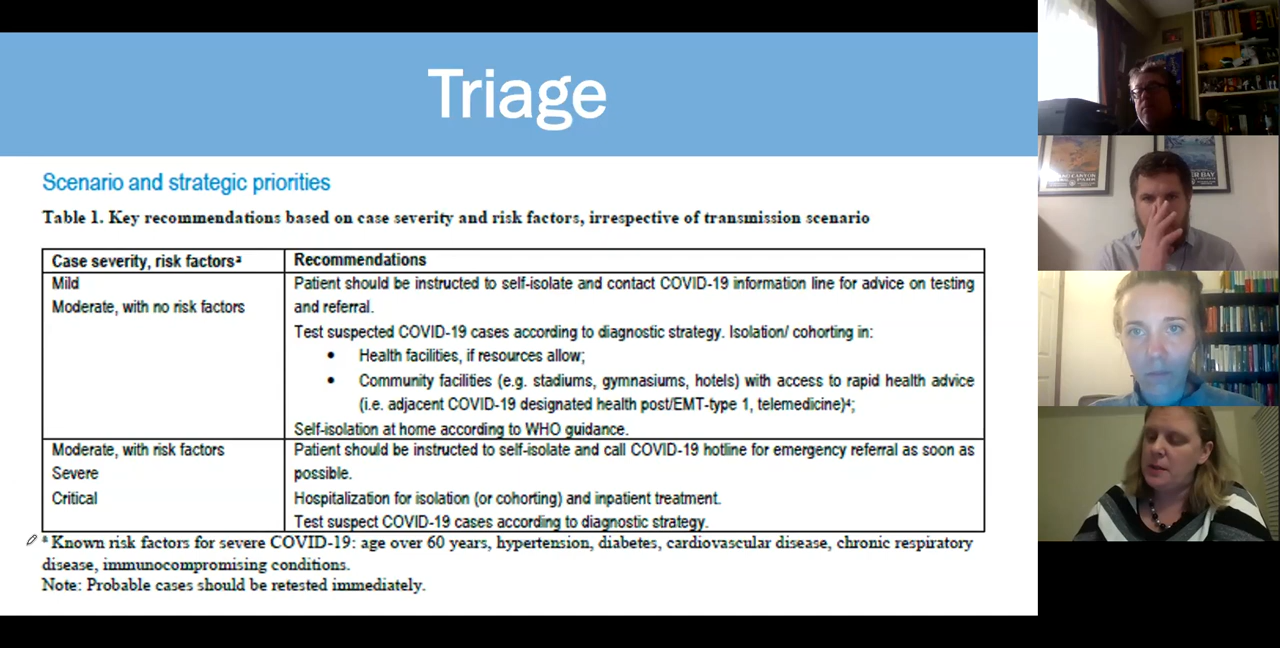 Triage
Scenario and strategic priorities
Table 1. Key recommendations based on case severity and risk factors, irrespective of transmission scenario
Case severity, risk factorsª
Recommendations
Mild
Moderate, with no risk factors
Patient should be instructed to self-isolate and contact COVID-19 information line for advice on testing
and referral.
Test suspected COVID-19 cases according to diagnostic strategy. Isolation/ cohorting in:
• Health facilities, if resources allow;
• Community facilities (e.g. stadiums, gymnasiums, hotels) with access to rapid health advice
(i.e. adjacent COVID-19 designated health post/EMT-type 1, telemedicine)⁴;
Self-isolation at home according to WHO guidance.
Moderate, with risk factors
Severe
Critical
Patient should be instructed to self-isolate and call COVID-19 hotline for emergency referral as soon as
possible.
Hospitalization for isolation (or cohorting) and inpatient treatment.
Test suspect COVID-19 cases according to diagnostic strategy.
ª Known risk factors for severe COVID-19: age over 60 years, hypertension, diabetes, cardiovascular disease, chronic respiratory
disease, immunocompromising conditions.
Note: Probable cases should be retested immediately.